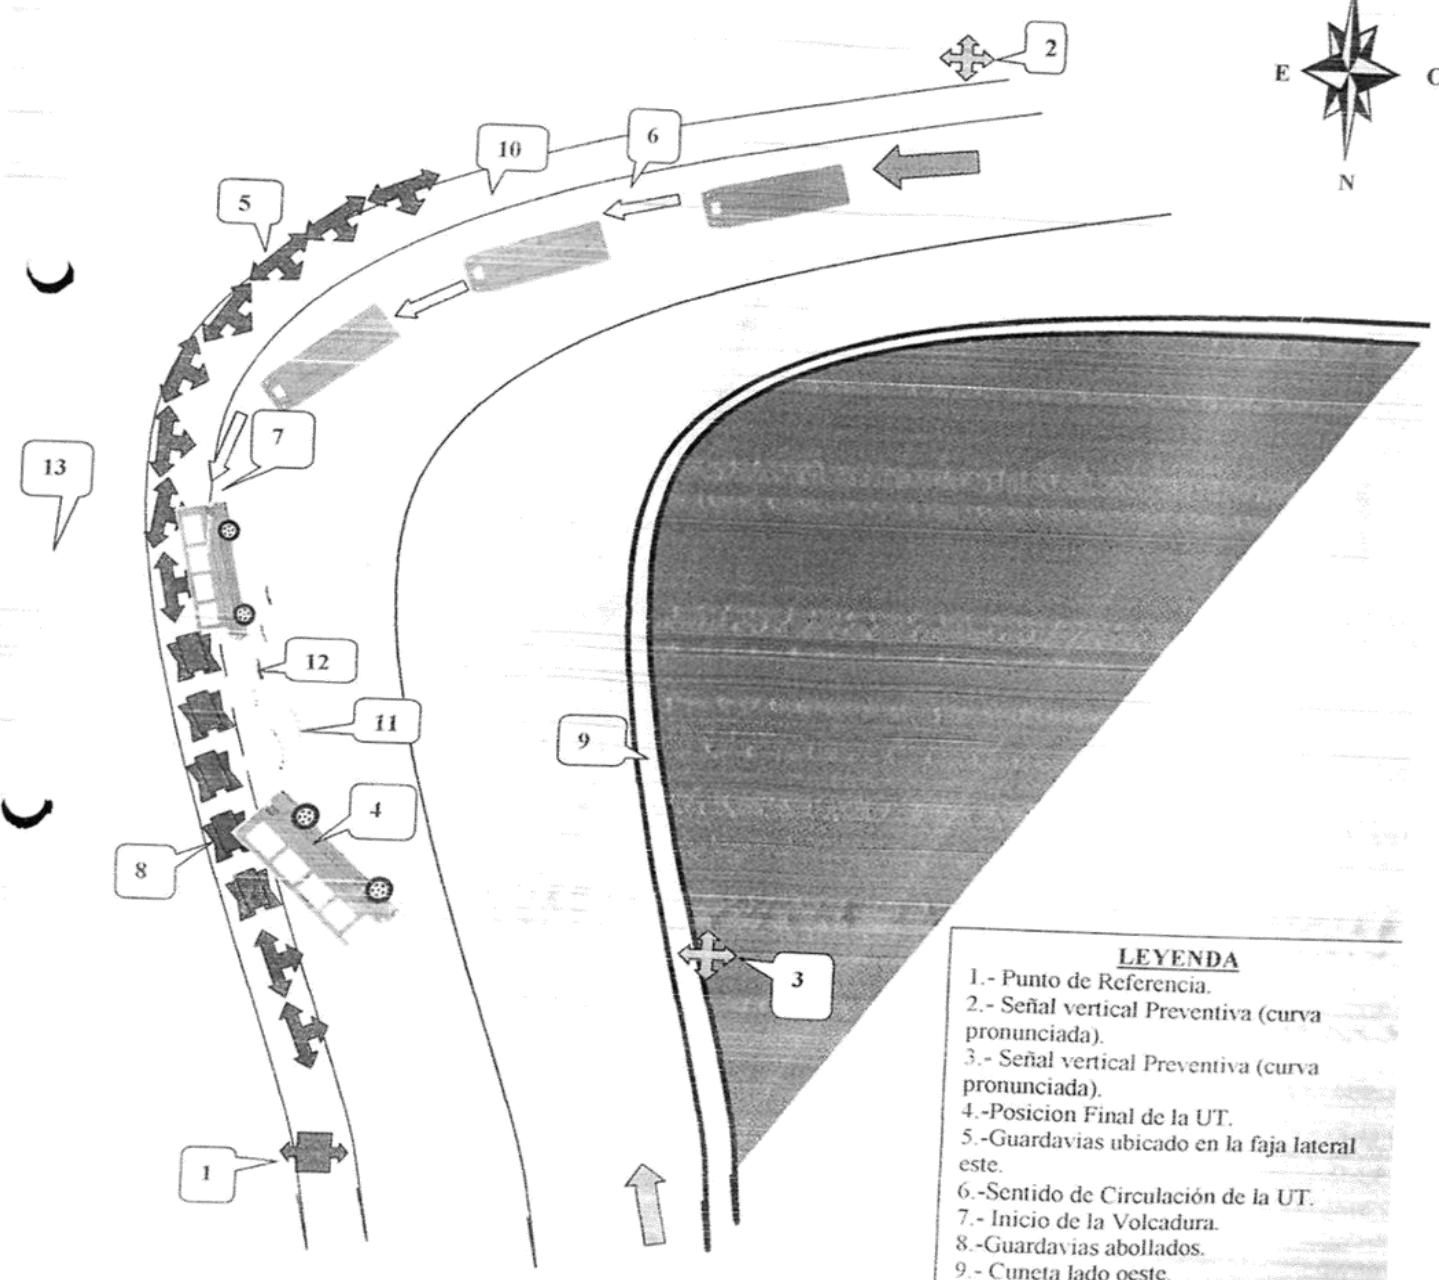 2
6
10
5
E
N
7
13
12
11
9
4
8
3
1
LEYENDA
1.- Punto de Referencia.
2.- Señal vertical Preventiva (curva
pronunciada).
3.- Señal vertical Preventiva (curva
pronunciada).
4.-Posicion Final de la UT.
5.-Guardavias ubicado en la faja lateral
este.
6.-Sentido de Circulación de la UT.
7.- Inicio de la Volcadura.
8.-Guardavias abollados.
9.- Cuneta lado oeste.